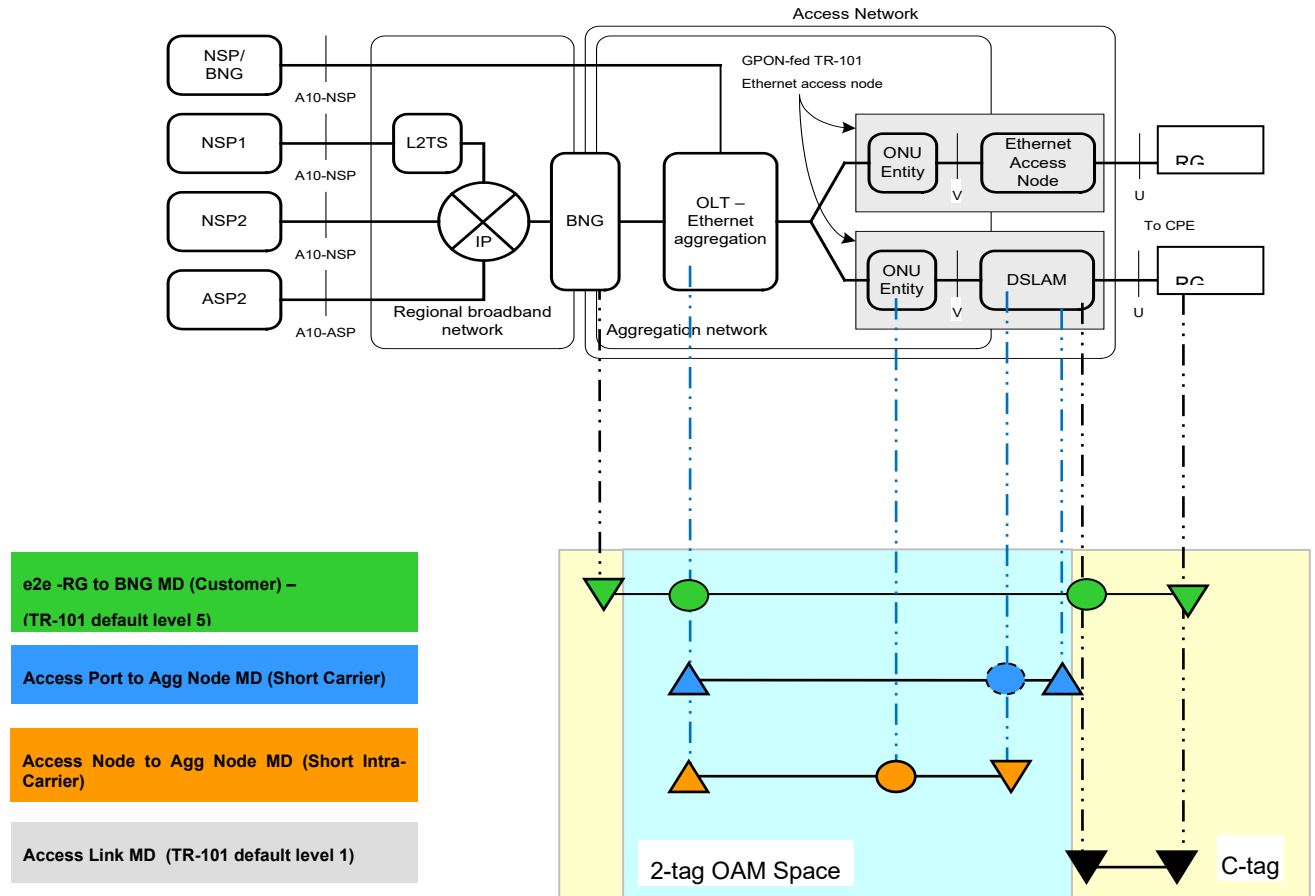 Access Network
NSP/
BNG
GPON-fed TR-101
Ethernet access node
A10-NSP
NSP1
L2TS
ONU
Entity
Ethernet
Access
Node
V
U
A10-NSP
NSP2
IP
BNG
OLT –
Ethernet
aggregation
To CPE
A10-NSP
ASP2
ONU
Entity
DSLAM
V
U
A10-ASP
Regional broadband
network
Aggregation network
e2e -RG to BNG MD (Customer) –
(TR-101 default level 5)
Access Port to Agg Node MD (Short Carrier)
Access Node to Agg Node MD (Short Intra-
Carrier)
Access Link MD (TR-101 default level 1)
2-tag OAM Space
C-tag